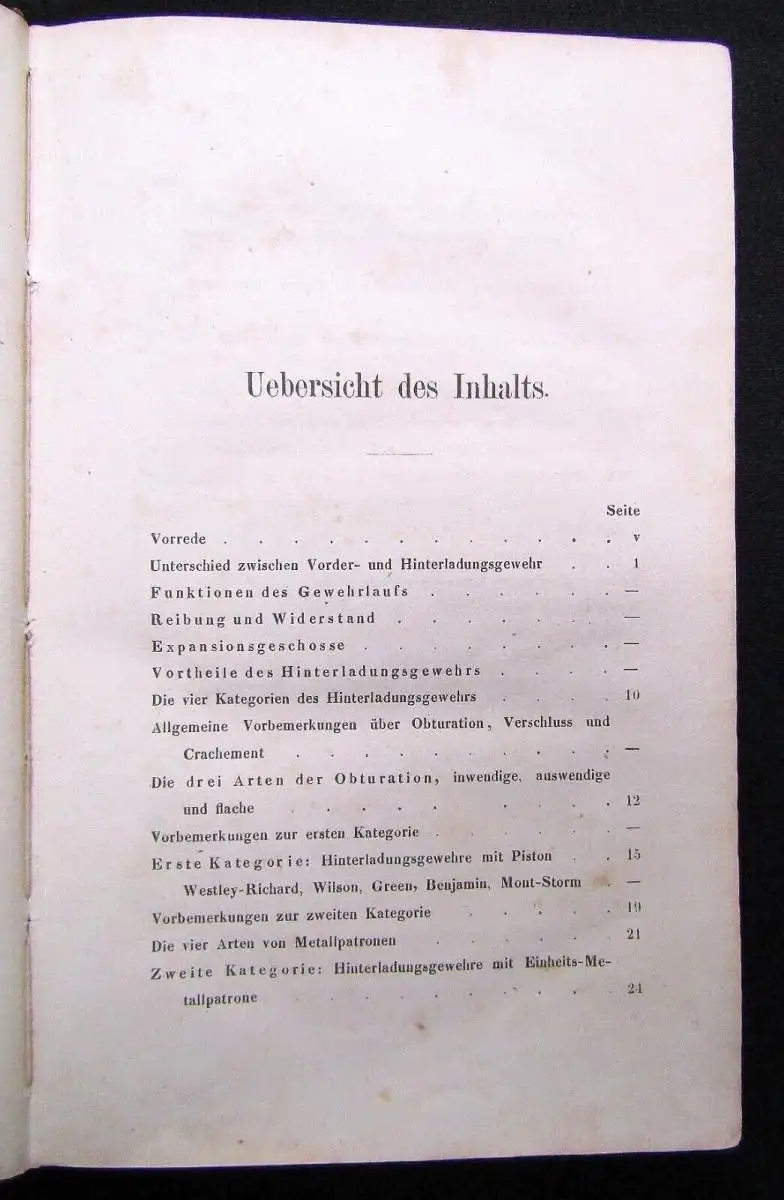 Uebersicht des Inhalts.
Seite
Vorrede . . . . . . . . . . . . v
Unterschied zwischen Vorder- und Hinterladungsgewehr . . 1
Funktionen des Gewehrlaufs . . . . . . —
Reibung und Widerstand . . . . . . . —
Expansionsgeschosse . . . . . . . . —
Vortheile des Hinterladungsgewehrs . . . . —
Die vier Kategorien des Hinterladungsgewehrs . . . . 10
Allgemeine Vorbemerkungen über Obturation, Verschluss und
Crachement . . . . . . . . . . —
Die drei Arten der Obturation, inwendige, auswendige
und flache . . . . . . . . . 12
Vorbemerkungen zur ersten Kategorie . . . . . . —
Erste Kategorie: Hinterladungsgewehre mit Piston . . 15
Westley-Richard, Wilson, Green, Benjamin, Mont-Storm . —
Vorbemerkungen zur zweiten Kategorie . . . . . 19
Die vier Arten von Metallpatronen . . . . . . 21
Zweite Kategorie: Hinterladungsgewehre mit Einheits-Me-
tallpatrone . . . . . . . . . . 24